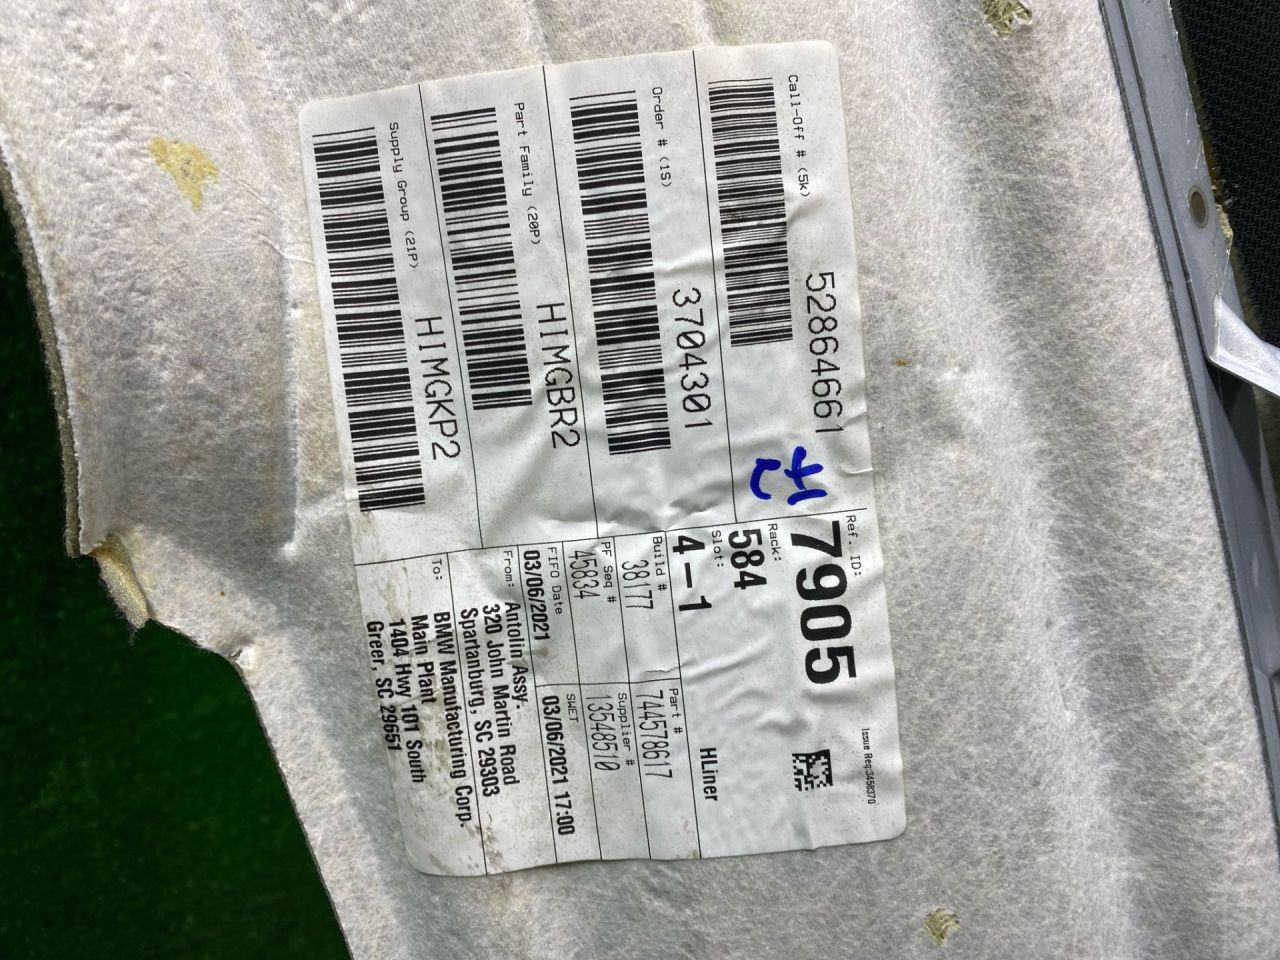 Call-Off # (5k)
52864661
Order # (1S)
3704301
Part Family (20P)
HIMGBR2
Supply Group (21P)
HIMGKP2
Ref. ID:
7905
Issue Req:3458370
Rack:
584
Slot:
4-1
HLiner
Build #
38177
Part #
744578617
PF Seq #
45834
Supplier #
13548510
FIFO Date
03/06/2021
SWET
03/06/2021 17:00
From: Antolin Assy.
320 John Martin Road
Spartanburg, SC 29303
To: BMW Manufacturing Corp.
Main Plant
1404 Hwy 101 South
Greer, SC 29651